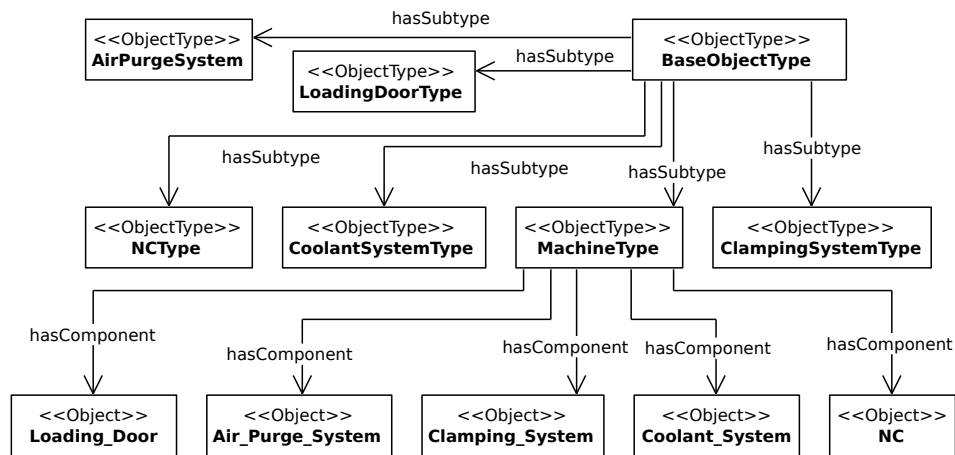 hasSubtype
<<ObjectType>>
AirPurgeSystem
<<ObjectType>>
BaseObjectType
<<ObjectType>>
LoadingDoorType
hasSubtype
hasSubtype
hasSubtype
hasSubtype
hasSubtype
<<ObjectType>>
NCType
<<ObjectType>>
CoolantSystemType
<<ObjectType>>
MachineType
<<ObjectType>>
ClampingSystemType
hasComponent
hasComponent
hasComponent
hasComponent
hasComponent
<<Object>>
Loading_Door
<<Object>>
Air_Purge_System
<<Object>>
Clamping_System
<<Object>>
Coolant_System
<<Object>>
NC